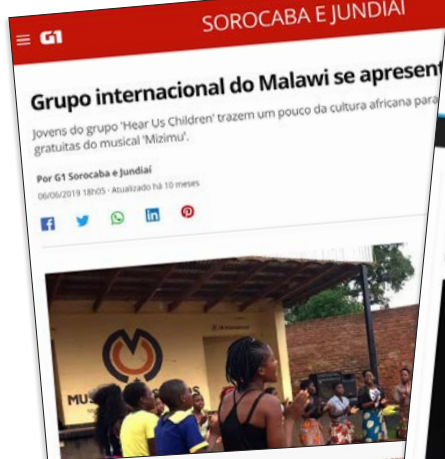 G1
SOROCABA E JUNDIAÍ
Grupo internacional do Malawi se apresent
Jovens do grupo 'Hear Us Children' trazem um pouco da cultura africana para
gratuitas do musical 'Mizimu'.
Por G1 Sorocaba e Jundiaí
06/06/2019 18h05 · Atualizado há 10 meses